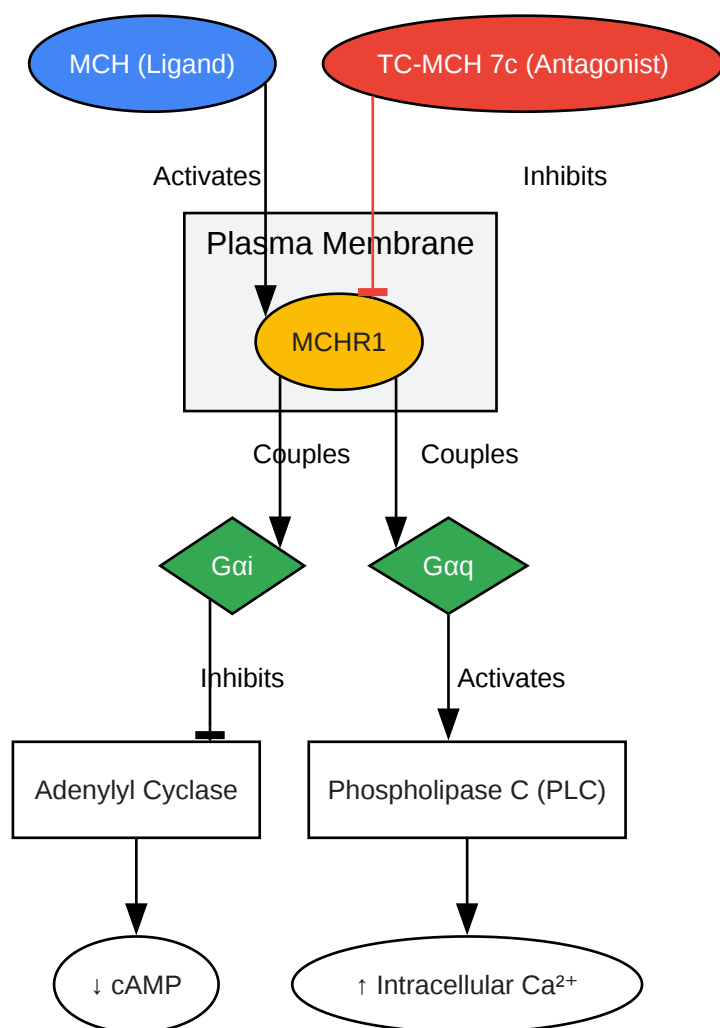 MCH (Ligand)
TC-MCH 7c (Antagonist)
Activates
Inhibits
Plasma Membrane
MCHR1
Couples
Couples
Gαi
Gαq
Inhibits
Activates
Adenylyl Cyclase
Phospholipase C (PLC)
↓ cAMP
↑ Intracellular Ca²⁺